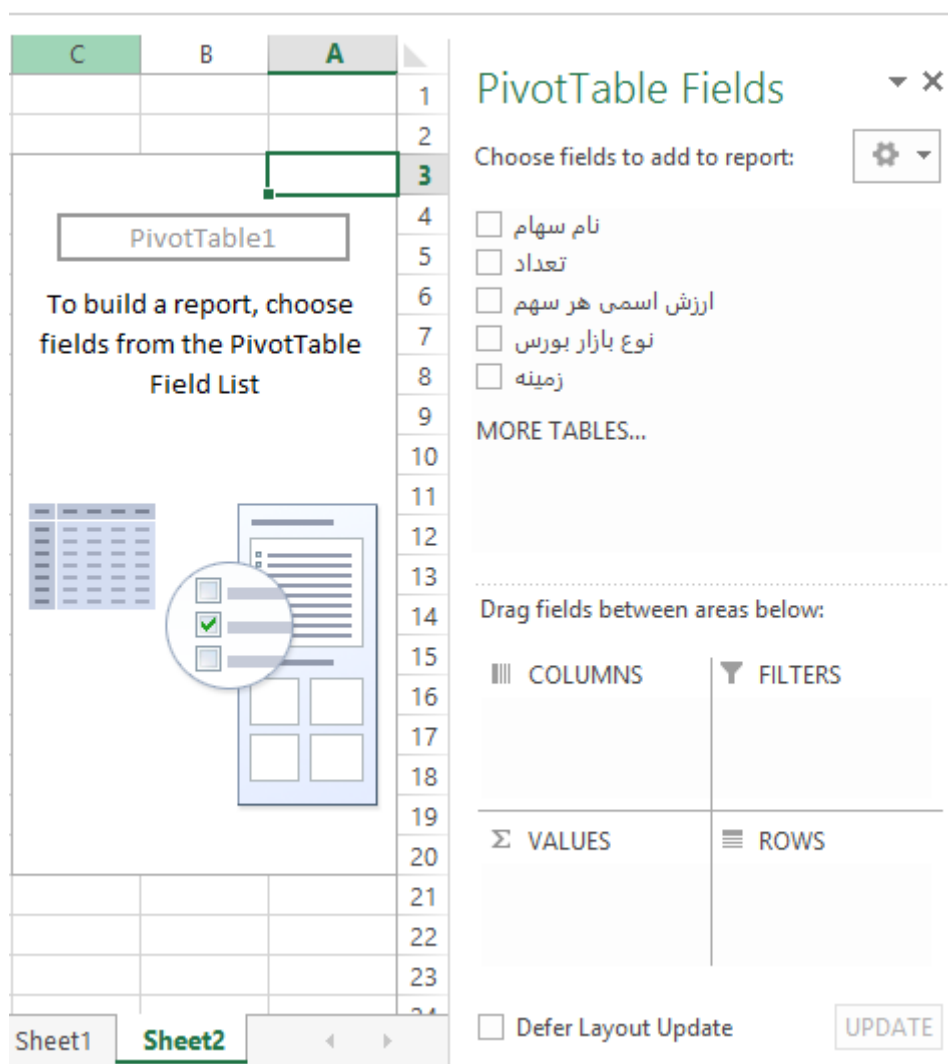 C B A
1
2
3
4
5
6
7
8
9
10
11
12
13
14
15
16
17
18
19
20
21
22
23
PivotTable1
To build a report, choose
fields from the PivotTable
Field List
Sheet1 Sheet2
PivotTable Fields
Choose fields to add to report:
نام سهام
تعداد
ارزش اسمی هر سهم
نوع بازار بورس
زمینه
MORE TABLES...
Drag fields between areas below:
COLUMNS
FILTERS
Σ VALUES
ROWS
Defer Layout Update
UPDATE